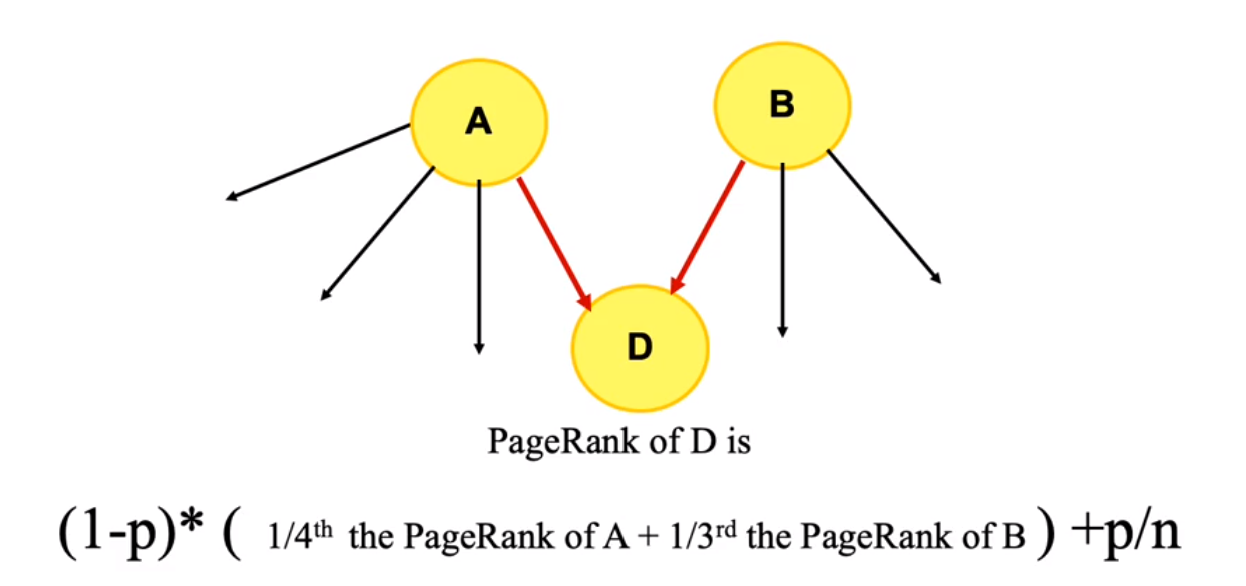 A
B
D
PageRank of D is
(1-p)* ( 1/4th the PageRank of A + 1/3rd the PageRank of B ) +p/n